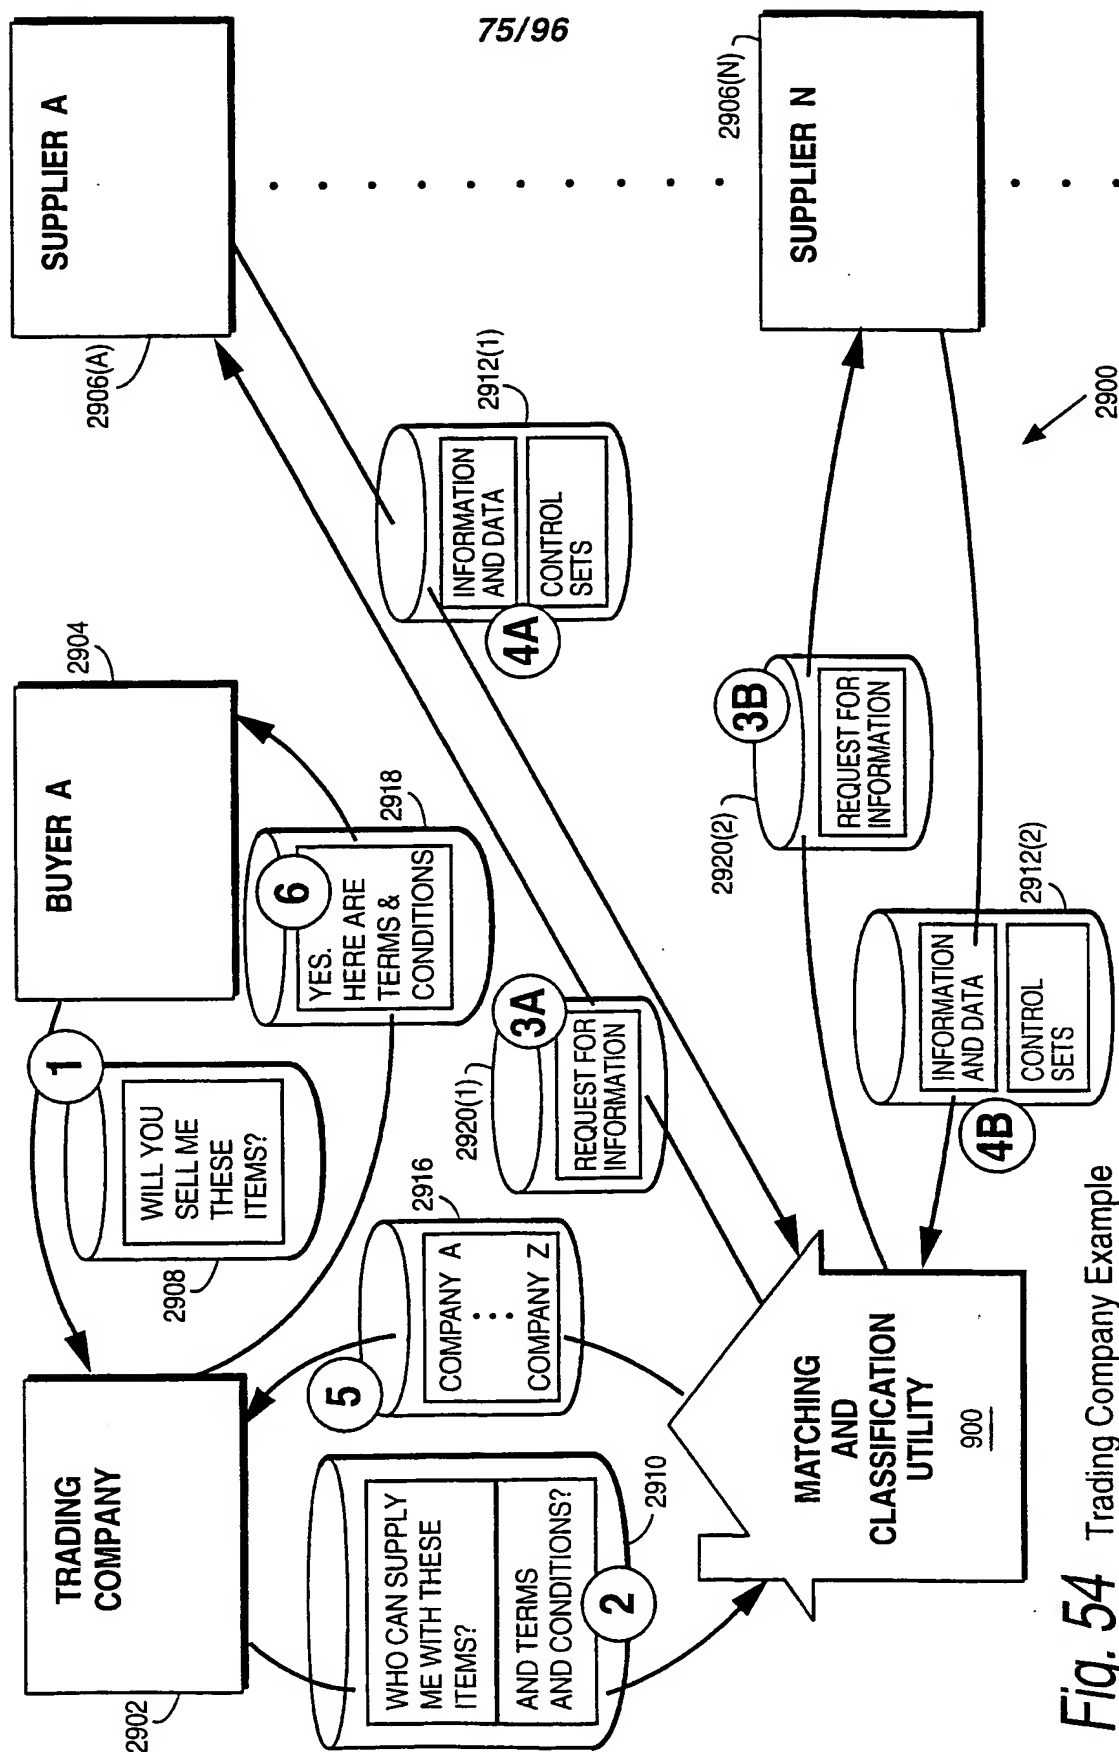 75/96
SUPPLIER A
2906(A)
SUPPLIER N
2906(N)
BUYER A
2904
TRADING
COMPANY
2902
1
WILL YOU
SELL ME
THESE
ITEMS?
2908
2
WHO CAN SUPPLY
ME WITH THESE
ITEMS?
AND TERMS
AND CONDITIONS?
2910
3A
REQUEST FOR
INFORMATION
2920(1)
3B
REQUEST FOR
INFORMATION
2920(2)
4A
INFORMATION
AND DATA
CONTROL
SETS
2912(1)
4B
INFORMATION
AND DATA
CONTROL
SETS
2912(2)
5
COMPANY A
COMPANY Z
2916
6
YES.
HERE ARE
TERMS &
CONDITIONS
2918
MATCHING
AND
CLASSIFICATION
UTILITY
900
2900
Fig. 54 Trading Company Example